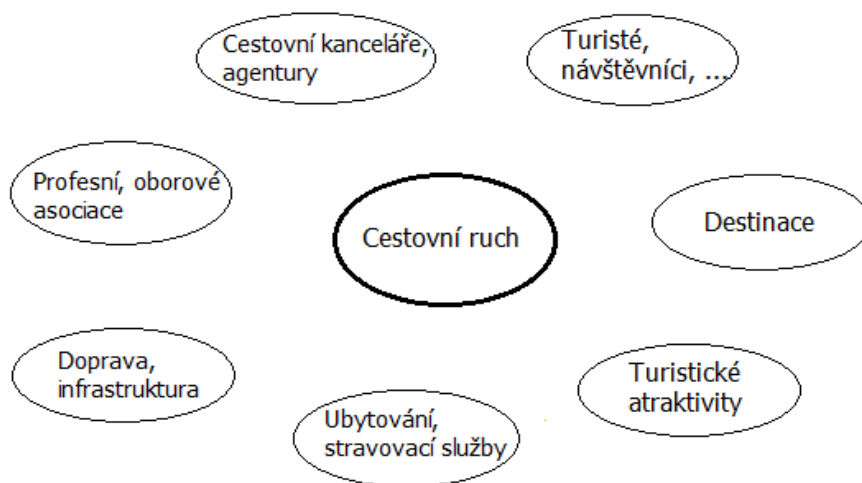 Cestovní kanceláře,
agentury
Turisté,
návštěvníci, ...
Profesní, oborové
asociace
Cestovní ruch
Destinace
Doprava,
infrastruktura
Ubytování,
stravovací služby
Turistické
atraktivity